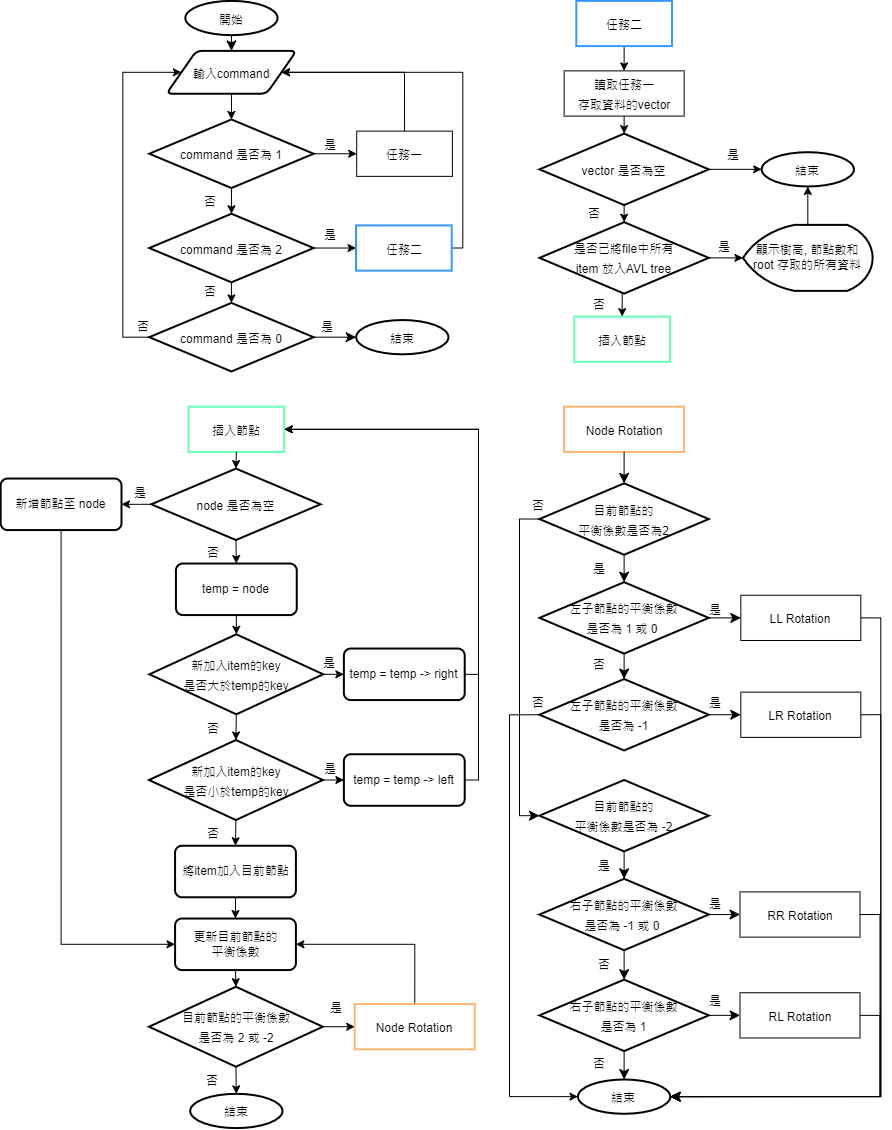 開始
輸入command
command 是否為 1
是
任務一
否
command 是否為 2
是
任務二
否
command 是否為 0
否
是
結束
任務二
讀取任務一
存取資料的vector
vector 是否為空
是
結束
否
是否已將file中所有
item 放入AVL tree
是
顯示樹高, 節點數和
root 存取的所有資料
否
插入節點
插入節點
node 是否為空
是
新增節點至 node
否
temp = node
新加入item的key
是否大於temp的key
是
temp = temp -> right
否
新加入item的key
是否小於temp的key
是
temp = temp -> left
否
將item加入目前節點
更新目前節點的
平衡係數
目前節點的平衡係數
是否為 2 或 -2
是
Node Rotation
否
結束
Node Rotation
目前節點的
平衡係數是否為2
否
是
左子節點的平衡係數
是否為 1 或 0
是
LL Rotation
否
左子節點的平衡係數
是否為 -1
否
是
LR Rotation
目前節點的
平衡係數是否為 -2
是
右子節點的平衡係數
是否為 -1 或 0
是
RR Rotation
否
右子節點的平衡係數
是否為 1
是
RL Rotation
否
結束